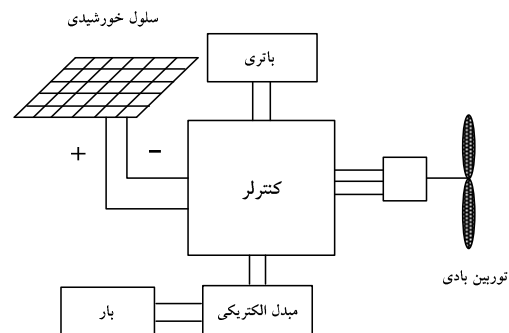 سلول خورشیدی
باتری
+
−
کنترلر
توربین بادی
مبدل الکتریکی
بار